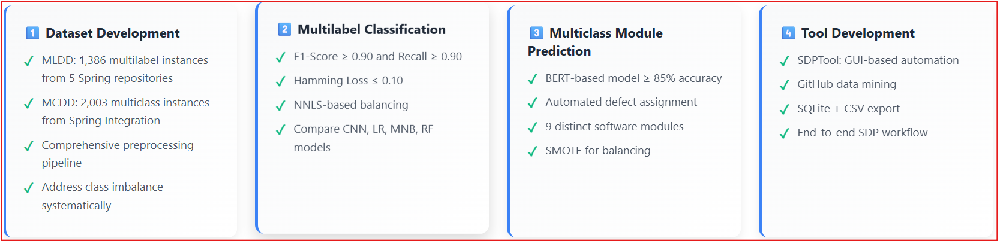 1 Dataset Development
✓ MLDD: 1,386 multilabel instances
from 5 Spring repositories
✓ MCDD: 2,003 multiclass instances
from Spring Integration
✓ Comprehensive preprocessing
pipeline
✓ Address class imbalance
systematically
2 Multilabel Classification
✓ F1-Score ≥ 0.90 and Recall ≥ 0.90
✓ Hamming Loss ≤ 0.10
✓ NNLS-based balancing
✓ Compare CNN, LR, MNB, RF
models
3 Multiclass Module
Prediction
✓ BERT-based model ≥ 85% accuracy
✓ Automated defect assignment
✓ 9 distinct software modules
✓ SMOTE for balancing
4 Tool Development
✓ SDPTool: GUI-based automation
✓ GitHub data mining
✓ SQLite + CSV export
✓ End-to-end SDP workflow